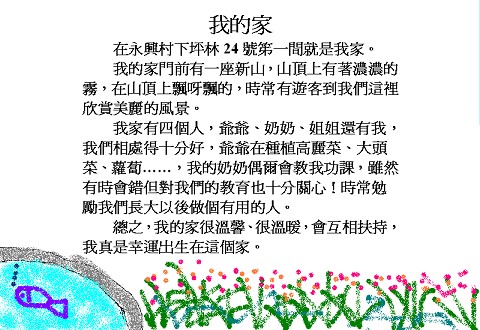 我的家
在永興村下坪林 24 號第一間就是我家。
我的家門前有一座新山，山頂上有著濃濃的
霧，在山頂上飄呀飄的，時常有遊客到我們這裡
欣賞美麗的風景。
我家有四個人，爺爺、奶奶、姐姐還有我，
我們相處得十分好，爺爺在種植高麗菜、大頭
菜、蘿蔔……，我的奶奶偶爾會教我功課，雖然
有時會錯但對我們的教育也十分關心！時常勉
勵我們長大以後做個有用的人。
總之，我的家很溫馨、很溫暖，會互相扶持，
我真是幸運出生在這個家。